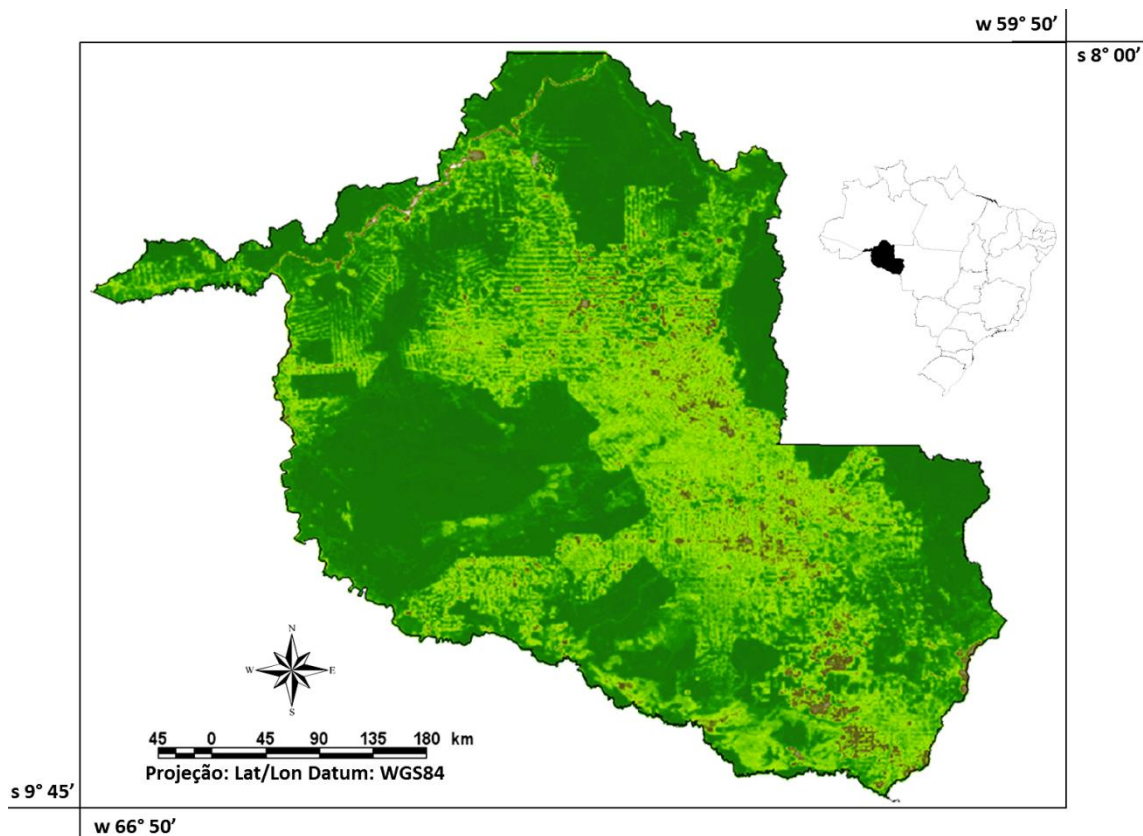 w 59° 50’
s 8° 00’
N
W E
S
45 0 45 90 135 180 km
Projeção: Lat/Lon Datum: WGS84
s 9° 45’
w 66° 50’